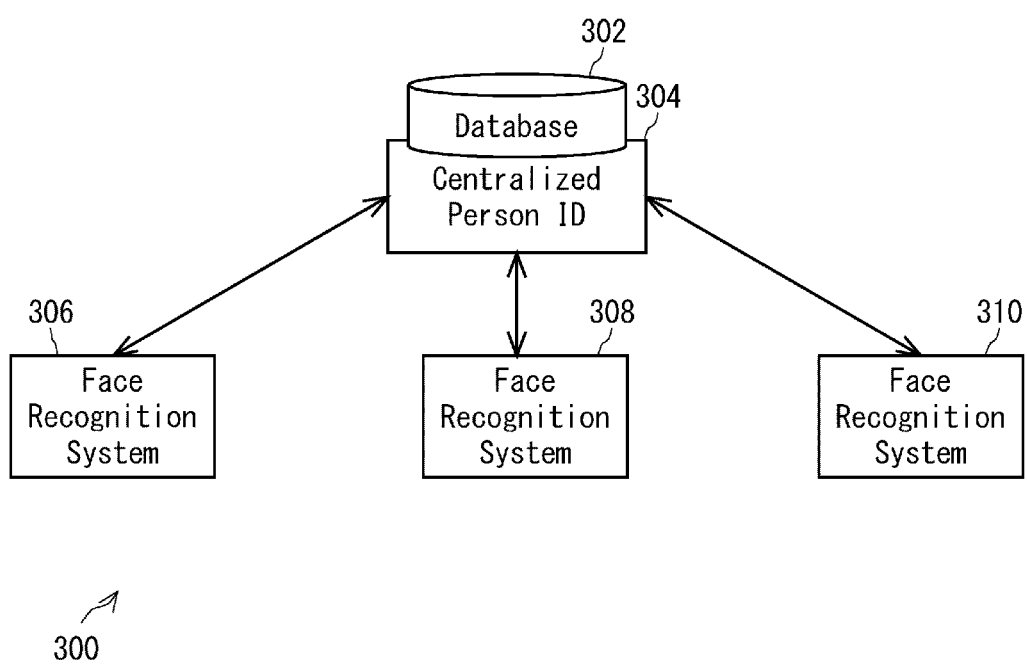 302
304
Database
Centralized
Person ID
306
308
310
Face
Recognition
System
Face
Recognition
System
Face
Recognition
System
300